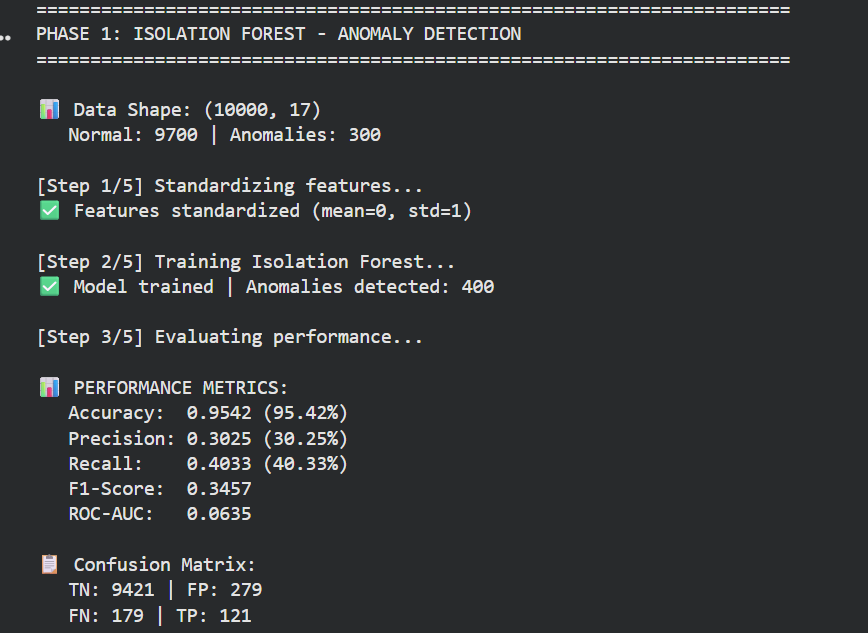 ======================================================================
PHASE 1: ISOLATION FOREST - ANOMALY DETECTION
======================================================================
📊 Data Shape: (10000, 17)
Normal: 9700 | Anomalies: 300
[Step 1/5] Standardizing features...
✅ Features standardized (mean=0, std=1)
[Step 2/5] Training Isolation Forest...
✅ Model trained | Anomalies detected: 400
[Step 3/5] Evaluating performance...
📊 PERFORMANCE METRICS:
Accuracy:  0.9542 (95.42%)
Precision: 0.3025 (30.25%)
Recall:    0.4033 (40.33%)
F1-Score:  0.3457
ROC-AUC:   0.0635
📋 Confusion Matrix:
TN: 9421 | FP: 279
FN: 179 | TP: 121